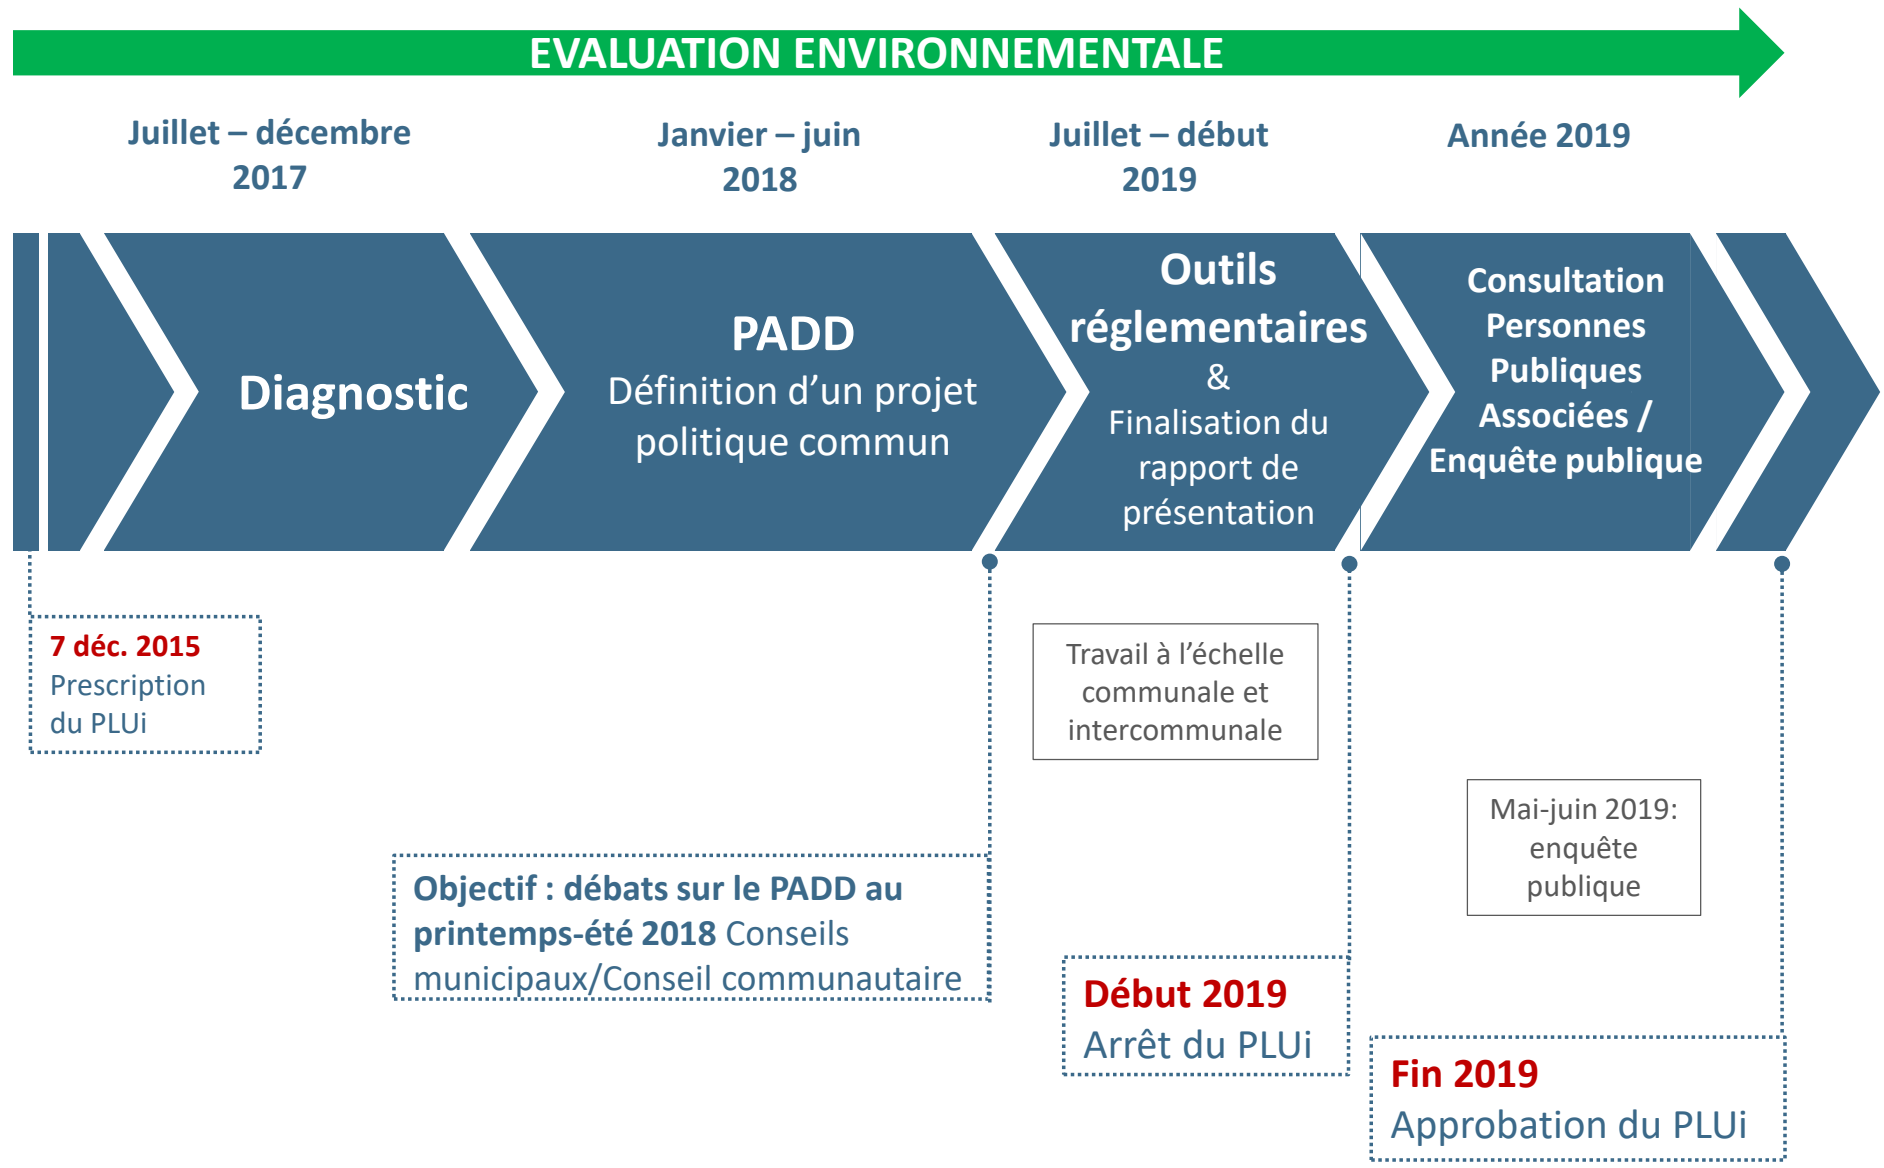 EVALUATION ENVIRONNEMENTALE
Juillet – décembre
2017
Janvier – juin
2018
Juillet – début
2019
Année 2019
Diagnostic
PADD
Définition d’un projet
politique commun
Outils
réglementaires
&
Finalisation du
rapport de
présentation
Consultation
Personnes
Publiques
Associées /
Enquête publique
7 déc. 2015
Prescription
du PLUi
Objectif : débats sur le PADD au
printemps-été 2018 Conseils
municipaux/Conseil communautaire
Travail à l’échelle
communale et
intercommunale
Début 2019
Arrêt du PLUi
Mai-juin 2019:
enquête
publique
Fin 2019
Approbation du PLUi